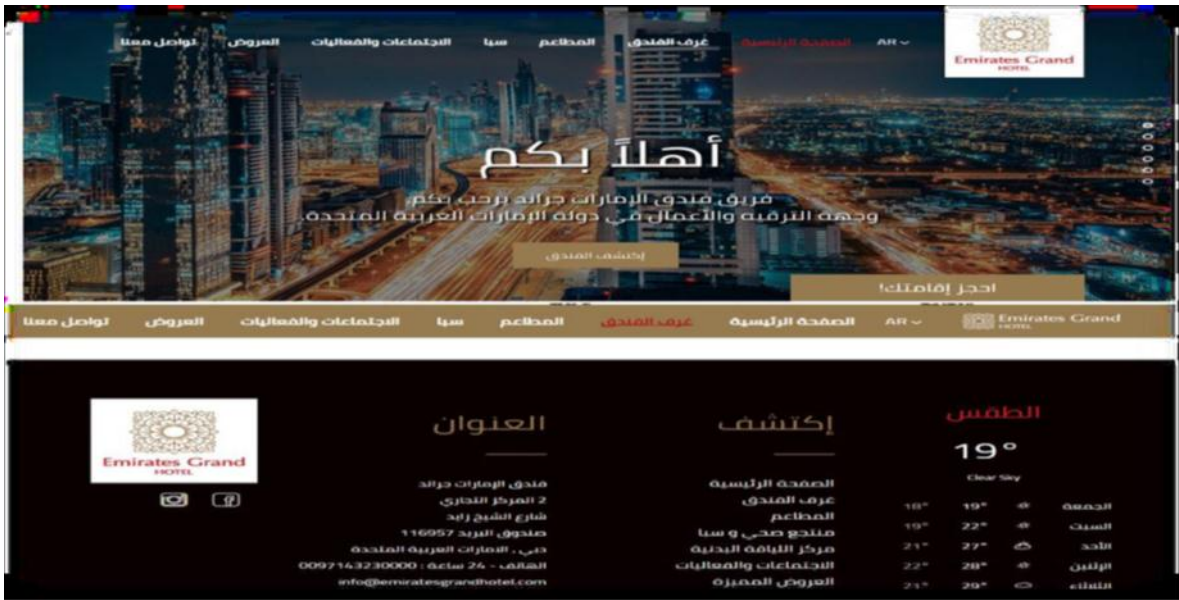 Emirates Grand
HOTEL
AR
الصفحة الرئيسية
غرف الفندق
المطاعم
سبا
الاجتماعات والفعاليات
العروض
تواصل معنا
أهلاً بكم
فريق فندق الإمارات جراند يرحب بكم,
وجهة الترفيه والأعمال في دولة الإمارات العربية المتحدة.
إكتشف الفندق
احجز إقامتك!
Emirates Grand
HOTEL
AR
الصفحة الرئيسية
غرف الفندق
المطاعم
سبا
الاجتماعات والفعاليات
العروض
تواصل معنا
الطقس
19°
Clear Sky
الجمعة 19° 18°
السبت 22° 19°
الأحد 27° 21°
الإثنين 28° 22°
الثلاثاء 29° 21°
إكتشف
الصفحة الرئيسية
غرف الفندق
المطاعم
منتجع صحي و سبا
مركز اللياقة البدنية
الاجتماعات والفعاليات
العروض المميزة
العنوان
فندق الإمارات جراند
2 المركز التجاري
شارع الشيخ زايد
صندوق البريد 116957
دبي , الامارات العربية المتحدة
الهاتف - 24 ساعة : 0097143230000
info@emiratesgrandhotel.com
Emirates Grand
HOTEL